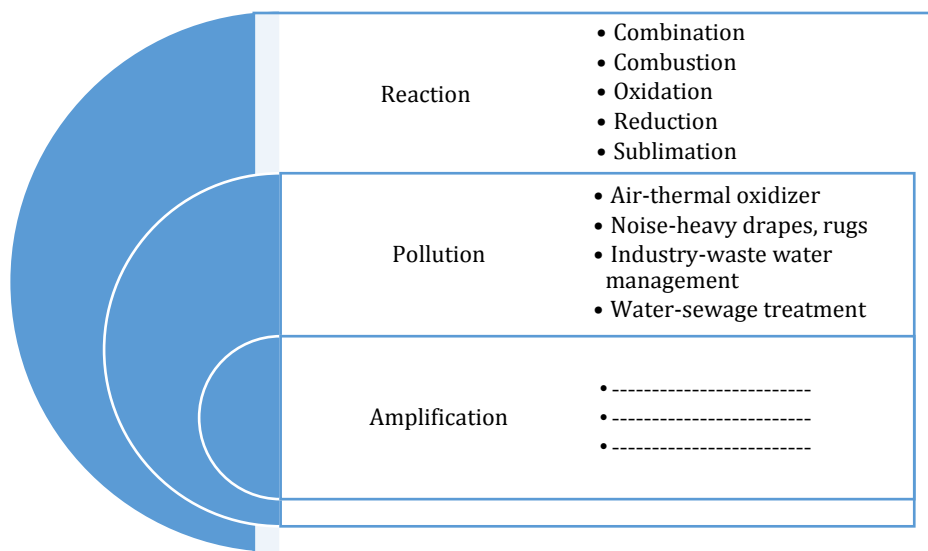 Reaction
• Combination
• Combustion
• Oxidation
• Reduction
• Sublimation
Pollution
• Air-thermal oxidizer
• Noise-heavy drapes, rugs
• Industry-waste water
management
• Water-sewage treatment
Amplification
• -------------------------
• -------------------------
• -------------------------